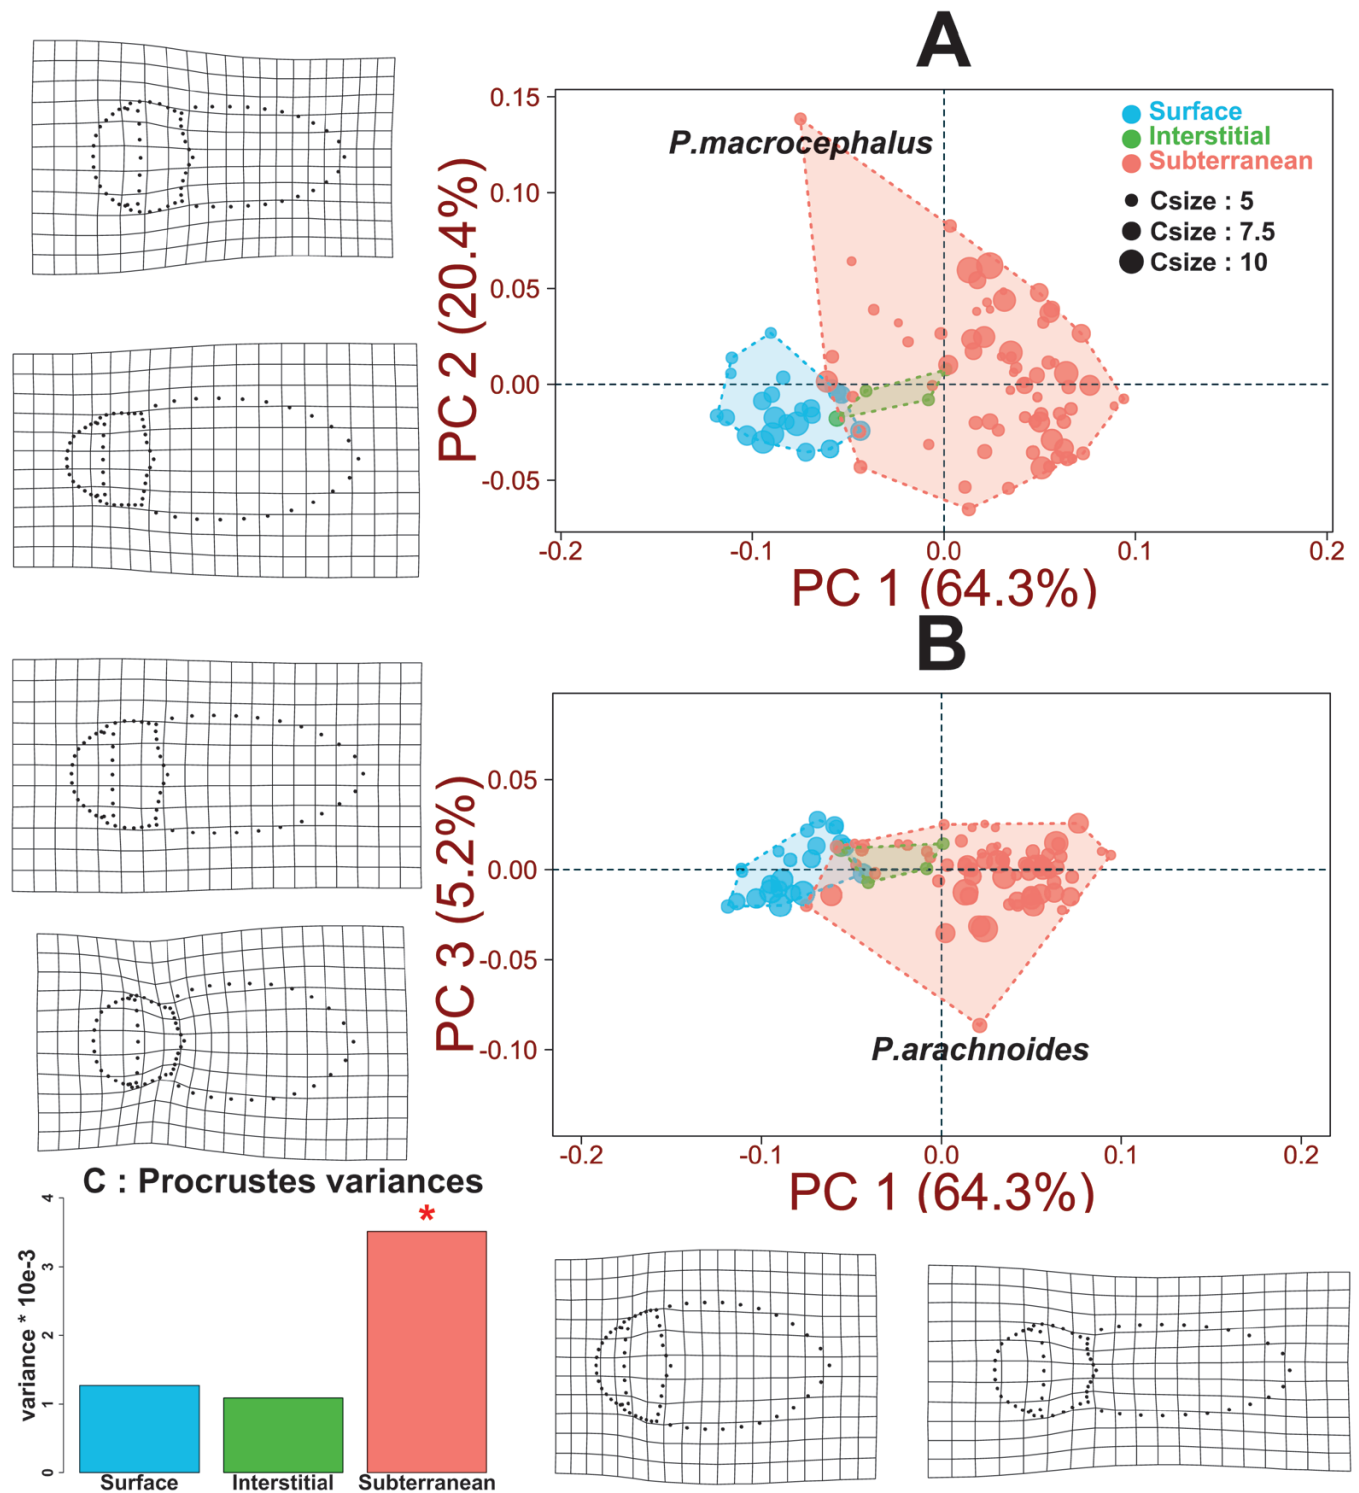 A
0.15
0.10
0.05
0.00
-0.05
PC 2 (20.4%)
P.macrocephalus
Surface
Interstitial
Subterranean
Csize : 5
Csize : 7.5
Csize : 10
-0.2
-0.1
0.0
0.1
0.2
PC 1 (64.3%)
B
0.05
0.00
-0.05
-0.10
PC 3 (5.2%)
P.arachnoides
-0.2
-0.1
0.0
0.1
0.2
PC 1 (64.3%)
C : Procrustes variances
4
3
2
1
0
variance * 10e-3
*
Surface
Interstitial
Subterranean